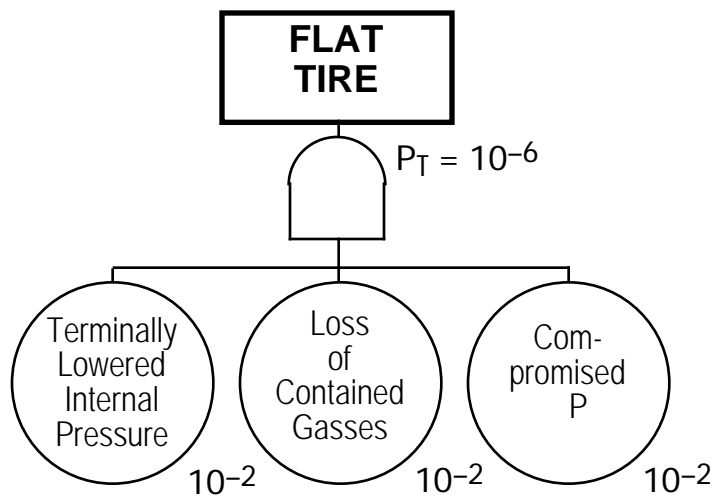 FLAT
TIRE
P_T = 10⁻⁶
Terminally
Lowered
Internal
Pressure
10⁻²
Loss
of
Contained
Gasses
10⁻²
Com-
promised
P
10⁻²